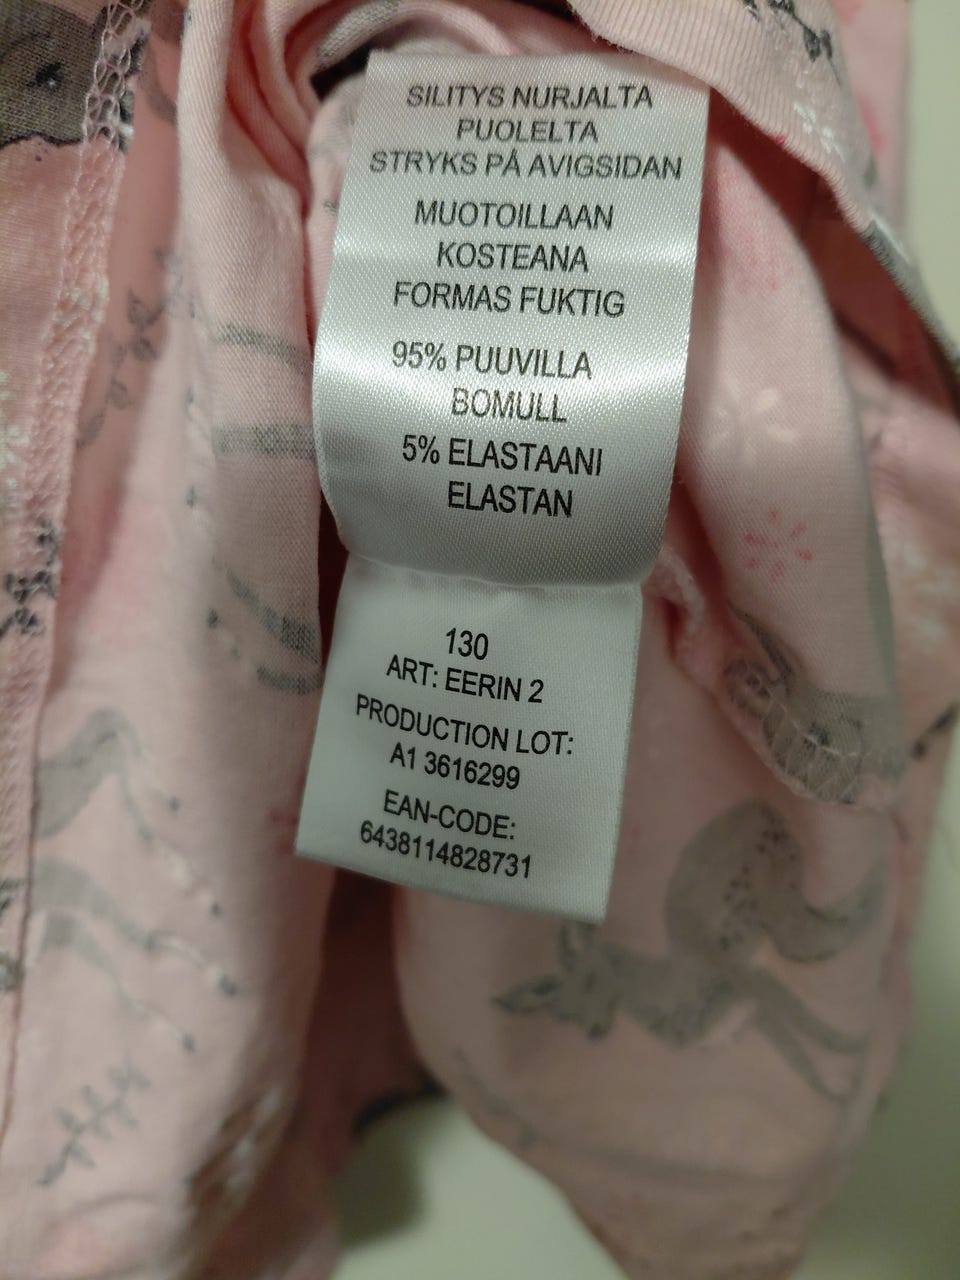 SILITYS NURJALTA
PUOLELTA
STRYKS PÅ AVIGSIDAN
MUOTOILLAAN
KOSTEANA
FORMAS FUKTIG
95% PUUVILLA
BOMULL
5% ELASTAANI
ELASTAN
130
ART: EERIN 2
PRODUCTION LOT:
A1 3616299
EAN-CODE:
6438114828731